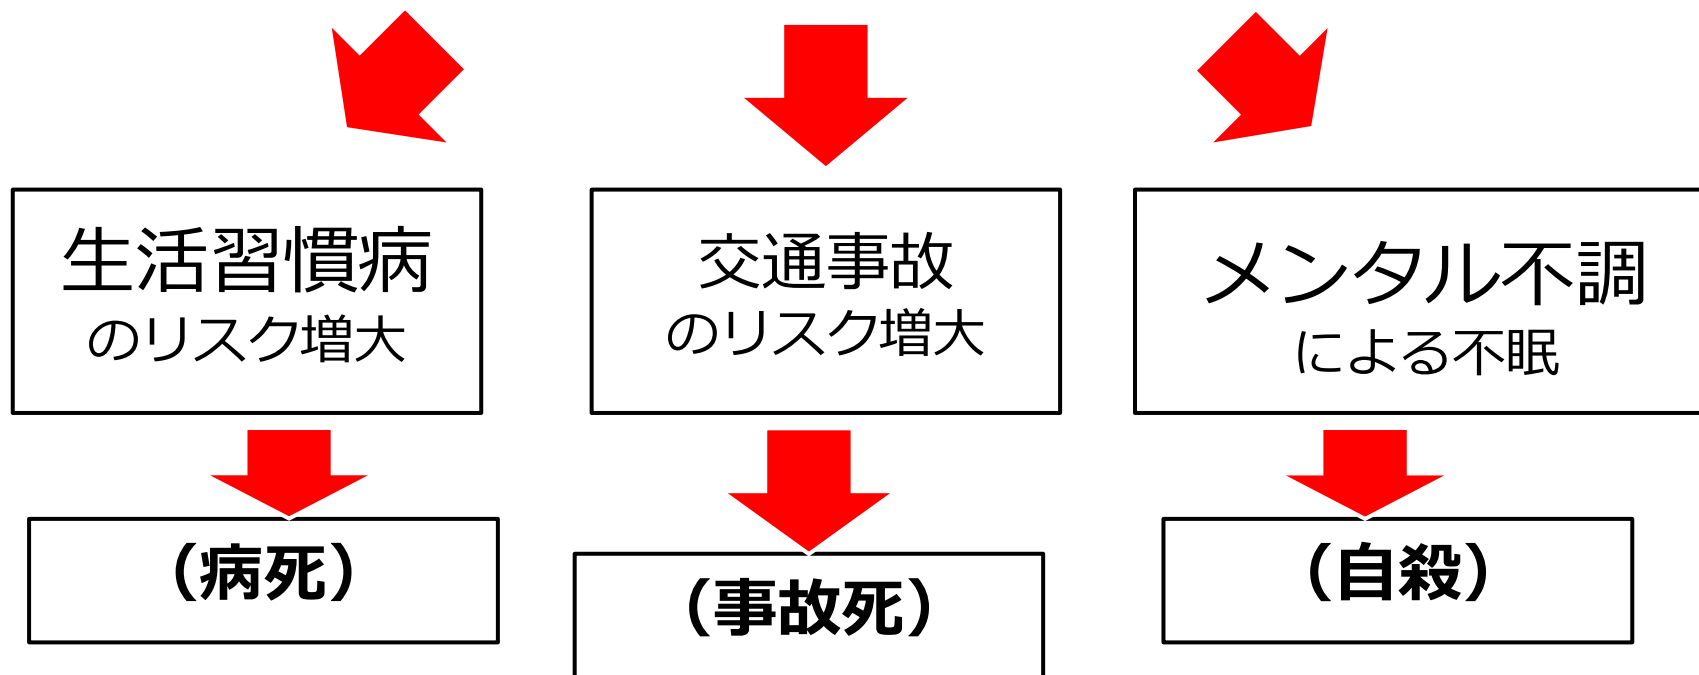 生活習慣病
のリスク増大
交通事故
のリスク増大
メンタル不調
による不眠
（病死）
（事故死）
（自殺）